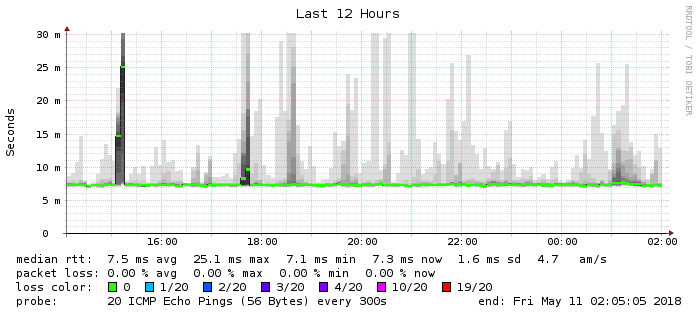 Last 12 Hours
RRDTOOL / TOBI OETIKER
Seconds
30 m
25 m
20 m
15 m
10 m
5 m
0
16:00 18:00 20:00 22:00 00:00 02:00
median rtt: 7.5 ms avg 25.1 ms max 7.1 ms min 7.3 ms now 1.6 ms sd 4.7 am/s
packet loss: 0.00 % avg 0.00 % max 0.00 % min 0.00 % now
loss color: 0 1/20 2/20 3/20 4/20 10/20 19/20
probe: 20 ICMP Echo Pings (56 Bytes) every 300s end: Fri May 11 02:05:05 2018